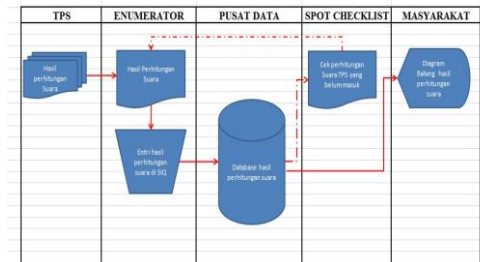 TPS
ENUMERATOR
PUSAT DATA
SPOT CHECKLIST
MASYARAKAT
Hasil
perhitungan
Suara
Hasil Perhitungan
Suara
Cek perhitungan
Suara TPS yang
belum masuk
Diagram
Batang hasil
perhitungan
suara
Entri hasil
perhitungan
suara di SIQ
Database hasil
perhitungan suara